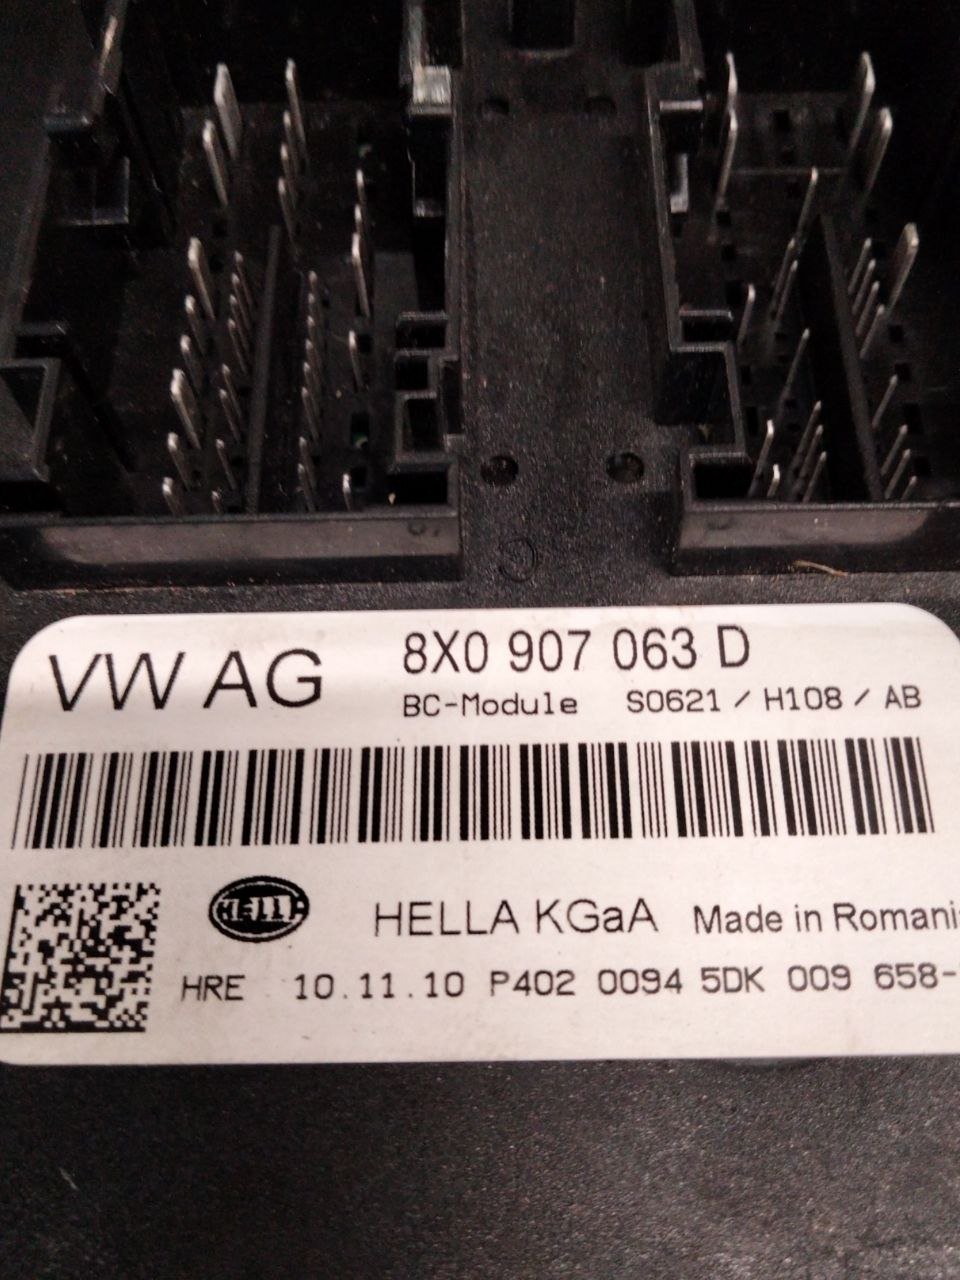 VW AG 8X0 907 063 D
BC-Module S0621 / H108 / AB
HELLA
HELLA KGaA Made in Romani
HRE 10.11.10 P402 0094 5DK 009 658-